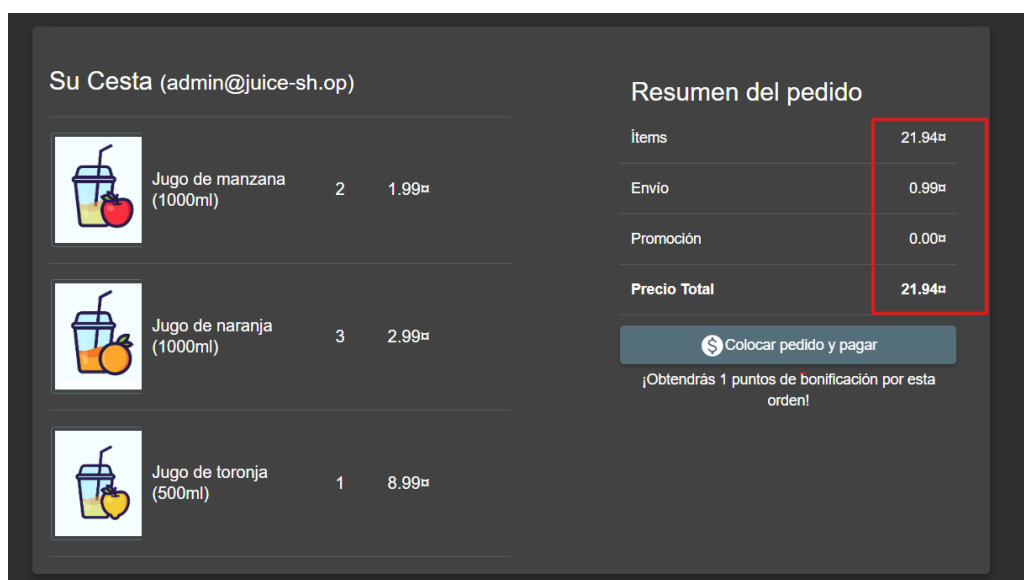 Su Cesta (admin@juice-sh.op)
Jugo de manzana
(1000ml)
2
1.99¤
Jugo de naranja
(1000ml)
3
2.99¤
Jugo de toronja
(500ml)
1
8.99¤
Resumen del pedido
Ítems 21.94¤
Envío 0.99¤
Promoción 0.00¤
Precio Total 21.94¤
Colocar pedido y pagar
¡Obtendrás 1 puntos de bonificación por esta
orden!